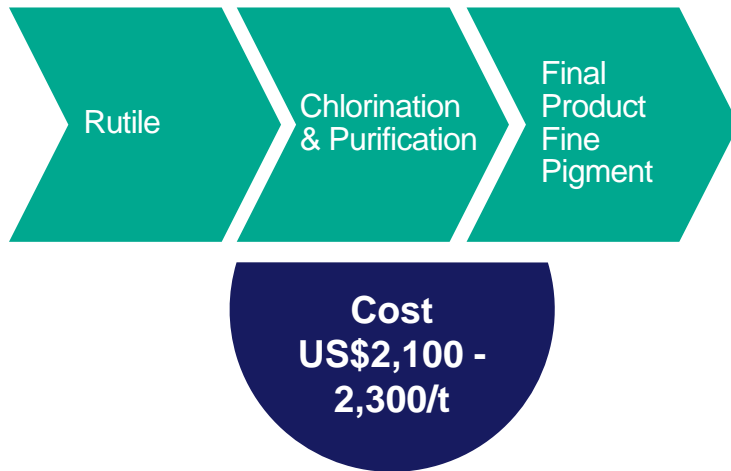 Rutile
Chlorination
& Purification
Final
Product
Fine
Pigment
Cost
US$2,100 -
2,300/t